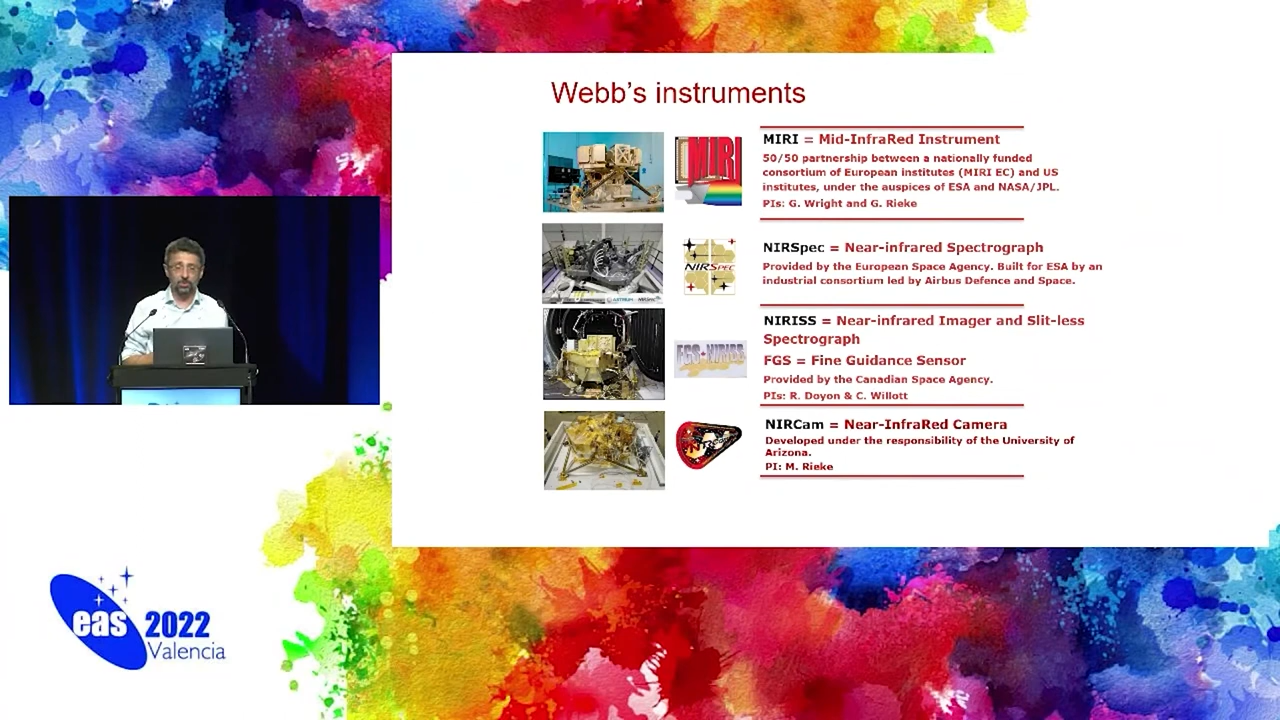 Webb's instruments
MIRI
MIRI = Mid-InfraRed Instrument
50/50 partnership between a nationally funded
consortium of European institutes (MIRI EC) and US
institutes, under the auspices of ESA and NASA/JPL.
PIs: G. Wright and G. Rieke
NIRSpec
NIRSpec = Near-infrared Spectrograph
Provided by the European Space Agency. Built for ESA by an
industrial consortium led by Airbus Defence and Space.
FGS NIRISS
NIRISS = Near-infrared Imager and Slit-less
Spectrograph
FGS = Fine Guidance Sensor
Provided by the Canadian Space Agency.
PIs: R. Doyon & C. Willott
NIRCam = Near-InfraRed Camera
Developed under the responsibility of the University of
Arizona.
PI: M. Rieke
eas 2022
Valencia